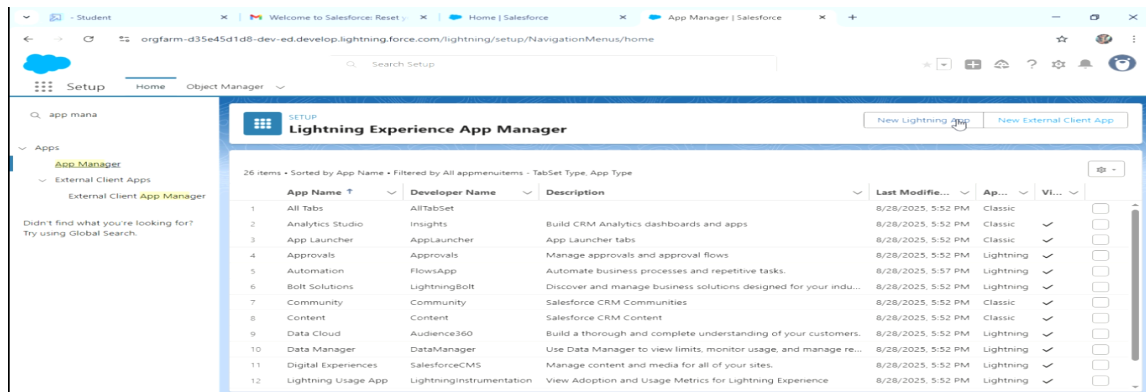 - Student
Welcome to Salesforce: Reset y
Home | Salesforce
App Manager | Salesforce
orgfarm-d35e45d1d8-dev-ed.develop.lightning.force.com/lightning/setup/NavigationMenus/home
Search Setup
Setup Home Object Manager
app mana
Apps
App Manager
External Client Apps
External Client App Manager
Didn't find what you're looking for?
Try using Global Search.
SETUP
Lightning Experience App Manager
New Lightning App New External Client App
26 items • Sorted by App Name • Filtered by All appmenuitems - TabSet Type, App Type
App Name ↑ Developer Name Description Last Modifie... Ap... Vi...
1 All Tabs AllTabSet 8/28/2025, 5:52 PM Classic
2 Analytics Studio Insights Build CRM Analytics dashboards and apps 8/28/2025, 5:52 PM Classic
3 App Launcher AppLauncher App Launcher tabs 8/28/2025, 5:52 PM Classic
4 Approvals Approvals Manage approvals and approval flows 8/28/2025, 5:52 PM Lightning
5 Automation FlowsApp Automate business processes and repetitive tasks. 8/28/2025, 5:57 PM Lightning
6 Bolt Solutions LightningBolt Discover and manage business solutions designed for your indu... 8/28/2025, 5:52 PM Lightning
7 Community Community Salesforce CRM Communities 8/28/2025, 5:52 PM Classic
8 Content Content Salesforce CRM Content 8/28/2025, 5:52 PM Classic
9 Data Cloud Audience360 Build a thorough and complete understanding of your customers. 8/28/2025, 5:52 PM Lightning
10 Data Manager DataManager Use Data Manager to view limits, monitor usage, and manage re... 8/28/2025, 5:52 PM Lightning
11 Digital Experiences SalesforceCMS Manage content and media for all of your sites. 8/28/2025, 5:52 PM Lightning
12 Lightning Usage App LightningInstrumentation View Adoption and Usage Metrics for Lightning Experience 8/28/2025, 5:52 PM Lightning